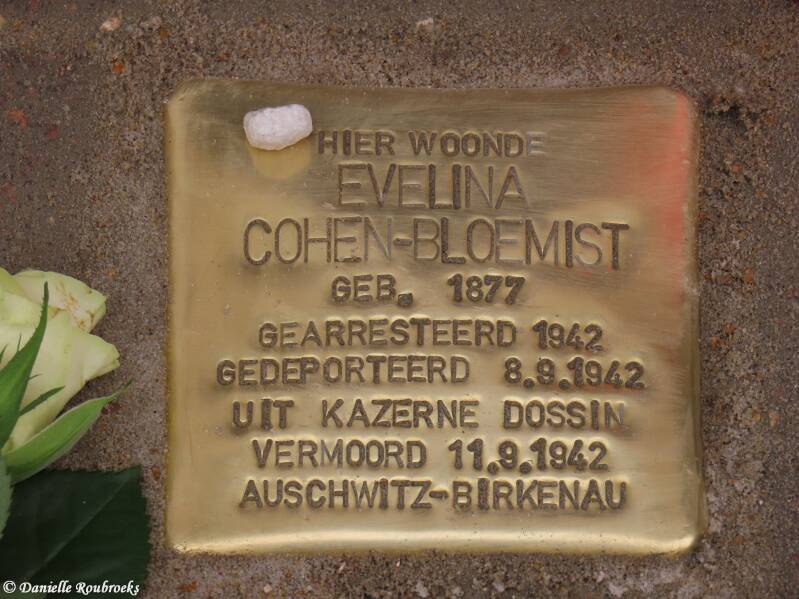 HIER WOONDE
EVELINA
COHEN-BLOEMIST
GEB. 1877
GEARRESTEERD 1942
GEDEPORTEERD 8.9.1942
UIT KAZERNE DOSSIN
VERMOORD 11.9.1942
AUSCHWITZ-BIRKENAU
© Danielle Roubroeks